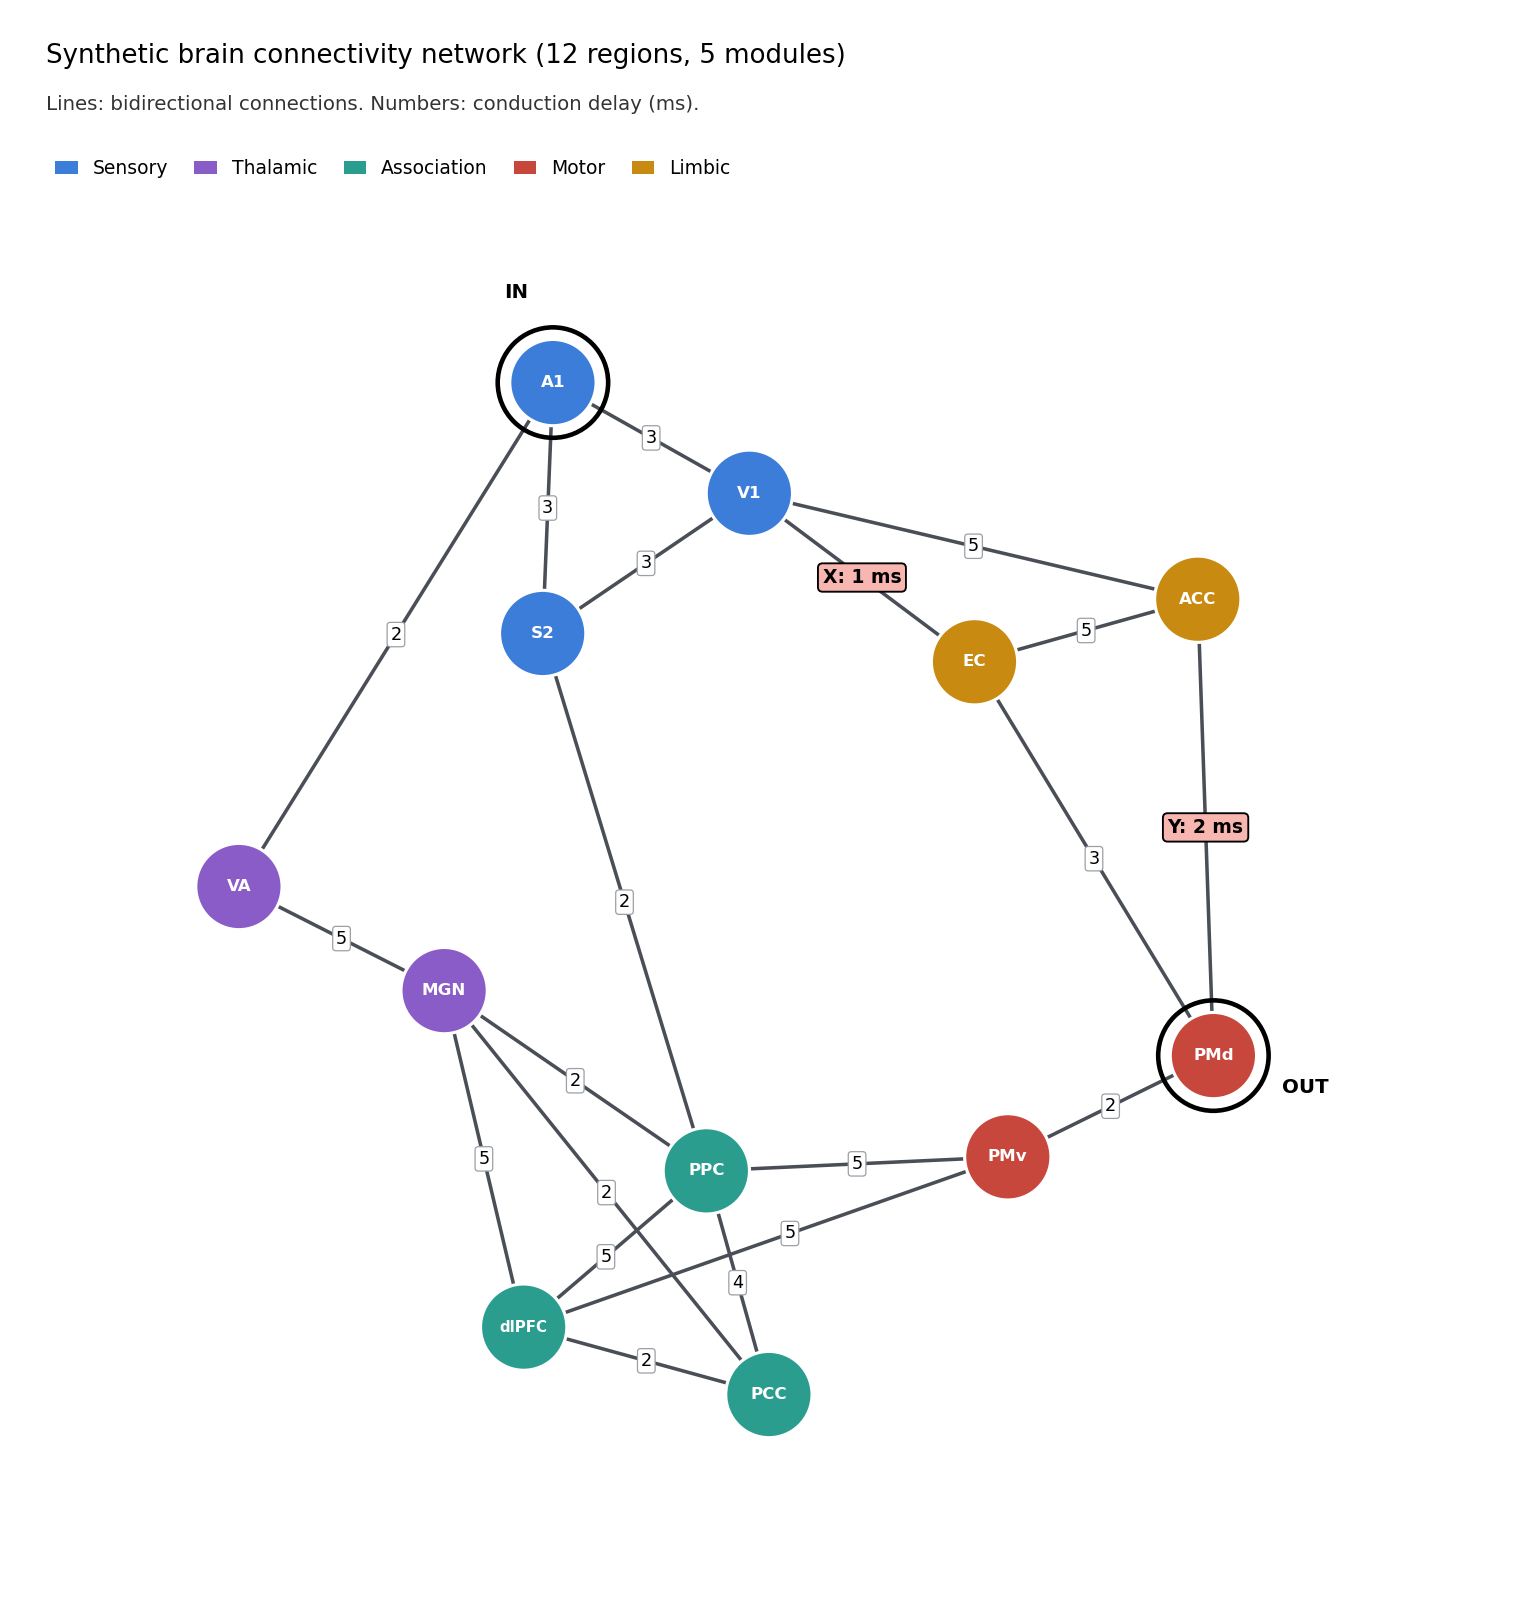 Synthetic brain connectivity network (12 regions, 5 modules)
Lines: bidirectional connections. Numbers: conduction delay (ms).
Sensory Thalamic Association Motor Limbic
IN
A1
3
V1
3
5
3
X: 1 ms
ACC
S2
5
2
EC
Y: 2 ms
3
VA
2
5
MGN
PMd
2
OUT
2
5
PPC
5
PMv
2
5
5
4
dlPFC
2
PCC